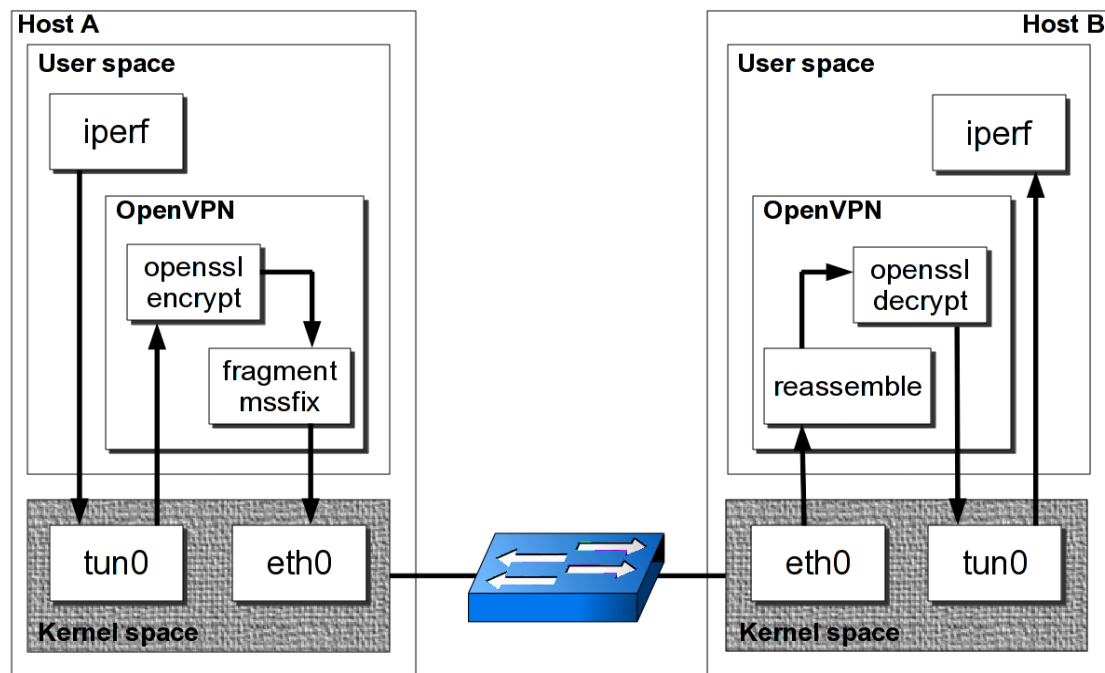 Host A
User space
iperf
OpenVPN
openssl
encrypt
fragment
mssfix
tun0
eth0
Kernel space
Host B
User space
iperf
OpenVPN
openssl
decrypt
reassemble
eth0
tun0
Kernel space